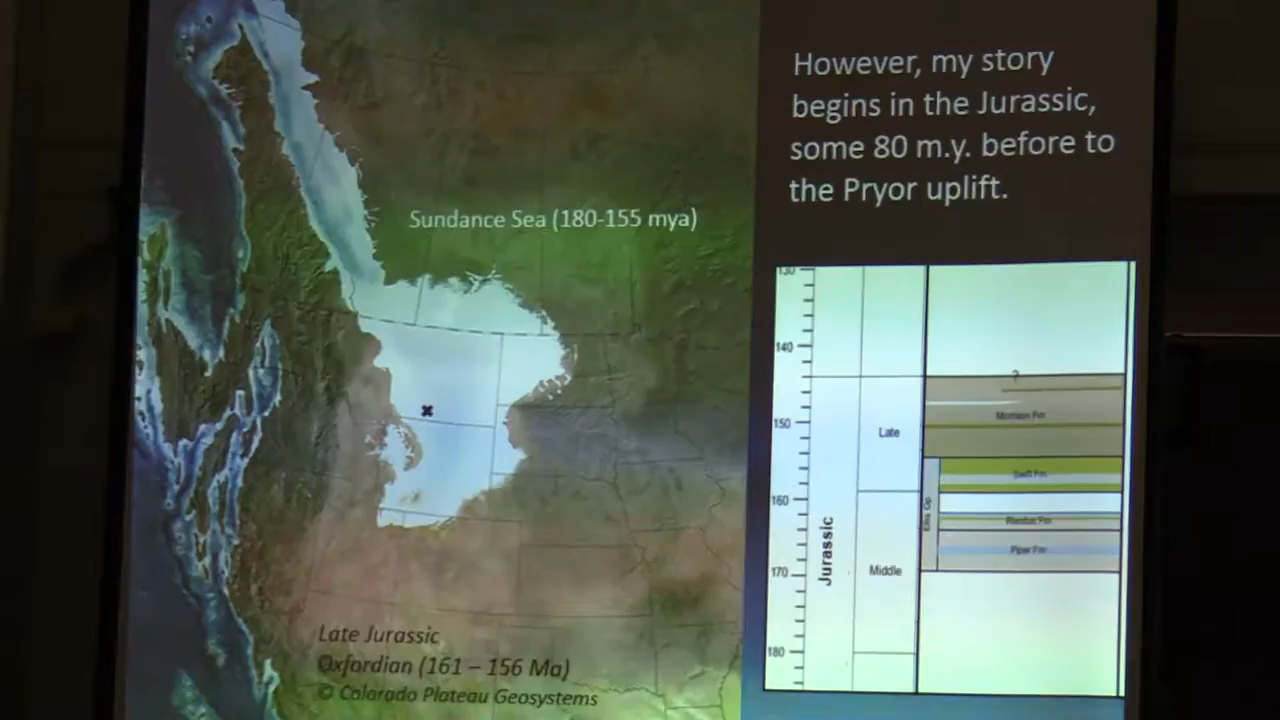 However, my story
begins in the Jurassic,
some 80 m.y. before to
the Pryor uplift.
Sundance Sea (180-155 mya)
Late Jurassic
Oxfordian (161 – 156 Ma)
© Colorado Plateau Geosystems
130
140
150
160
170
180
Jurassic
Late
Middle
?
Morrison Fm
Swift Fm
Ellis Gp
Rierdon Fm
Piper Fm